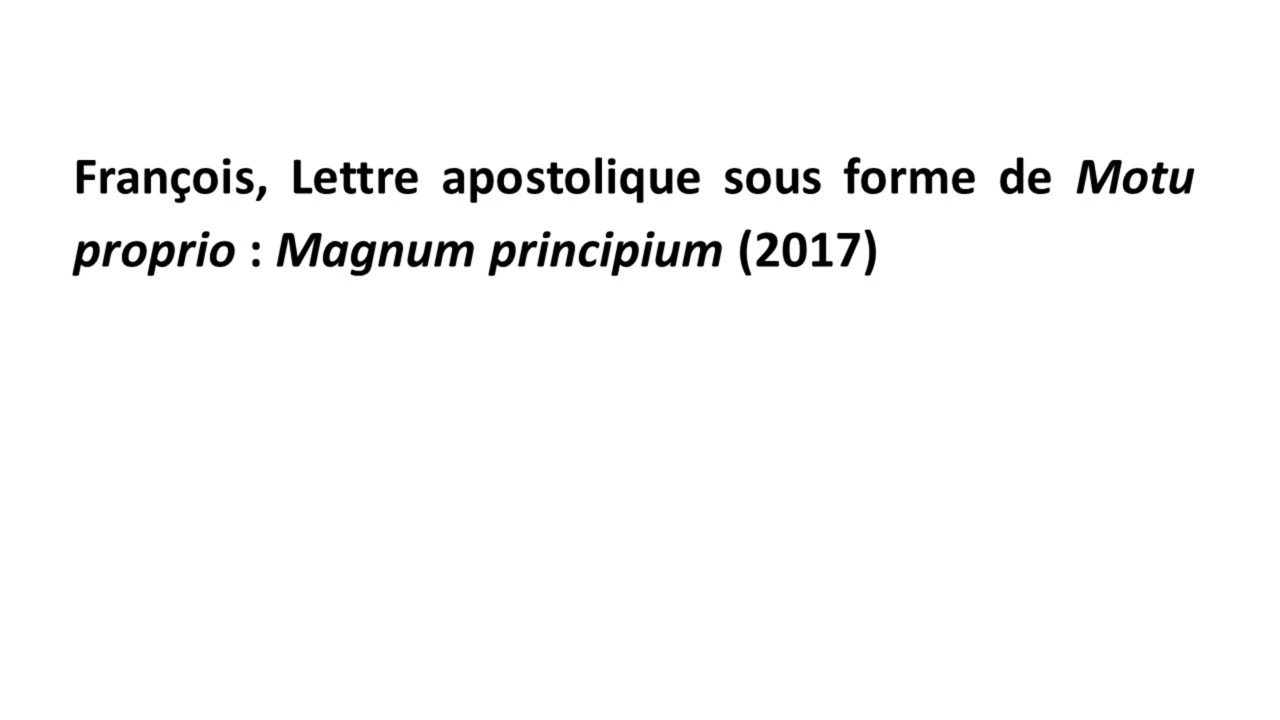 François, Lettre apostolique sous forme de Motu
proprio : Magnum principium (2017)